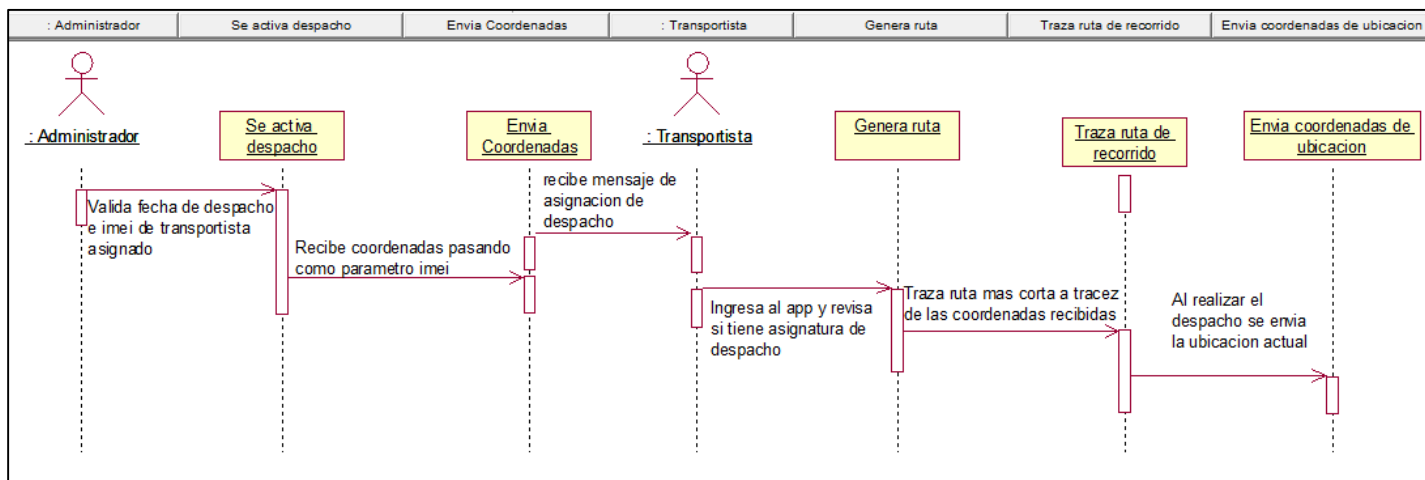 : Administrador
Se activa despacho
Envia Coordenadas
: Transportista
Genera ruta
Traza ruta de recorrido
Envia coordenadas de ubicacion
: Administrador
Se activa
despacho
Envia
Coordenadas
: Transportista
Genera ruta
Traza ruta de
recorrido
Envia coordenadas de
ubicacion
Valida fecha de despacho
e imei de transportista
asignado
recibe mensaje de
asignacion de
despacho
Recibe coordenadas pasando
como parametro imei
Ingresa al app y revisa
si tiene asignatura de
despacho
Traza ruta mas corta a tracez
de las coordenadas recibidas
Al realizar el
despacho se envia
la ubicacion actual